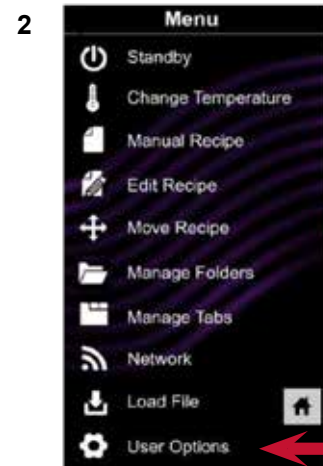 2
Menu
Standby
Change Temperature
Manual Recipe
Edit Recipe
Move Recipe
Manage Folders
Manage Tabs
Network
Load File
User Options